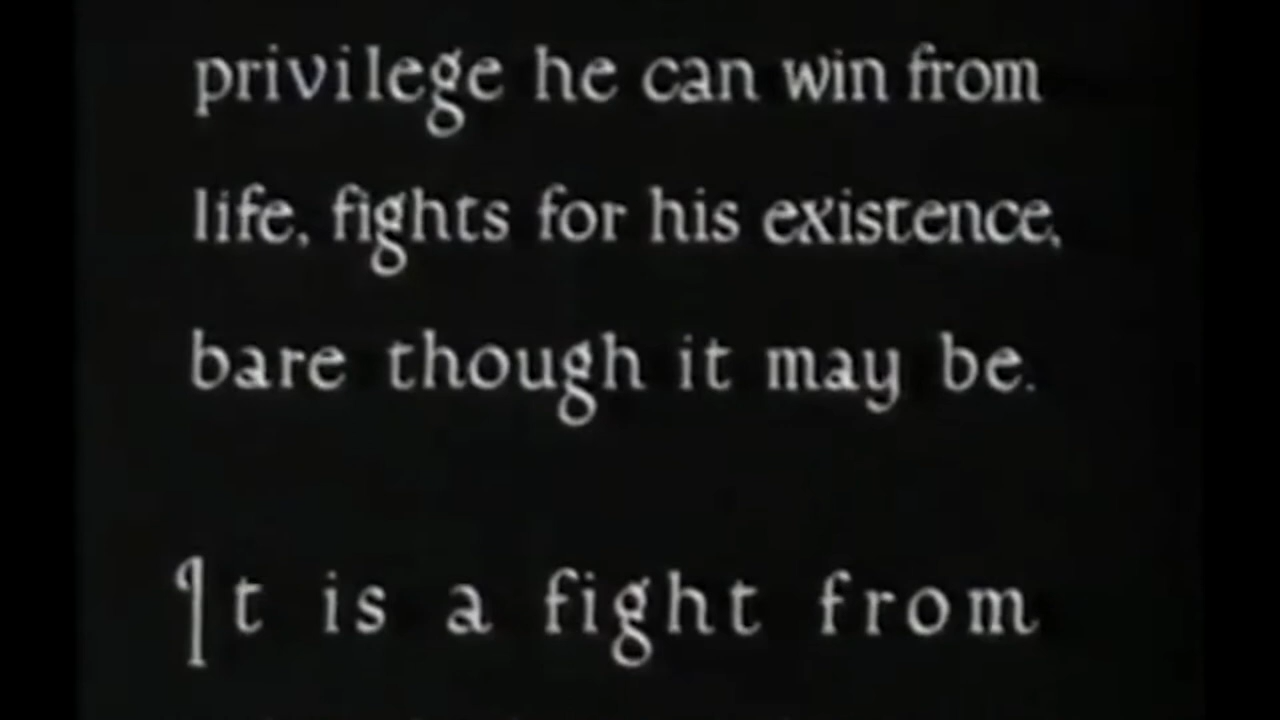 privilege he can win from
life, fights for his existence,
bare though it may be.
It is a fight from